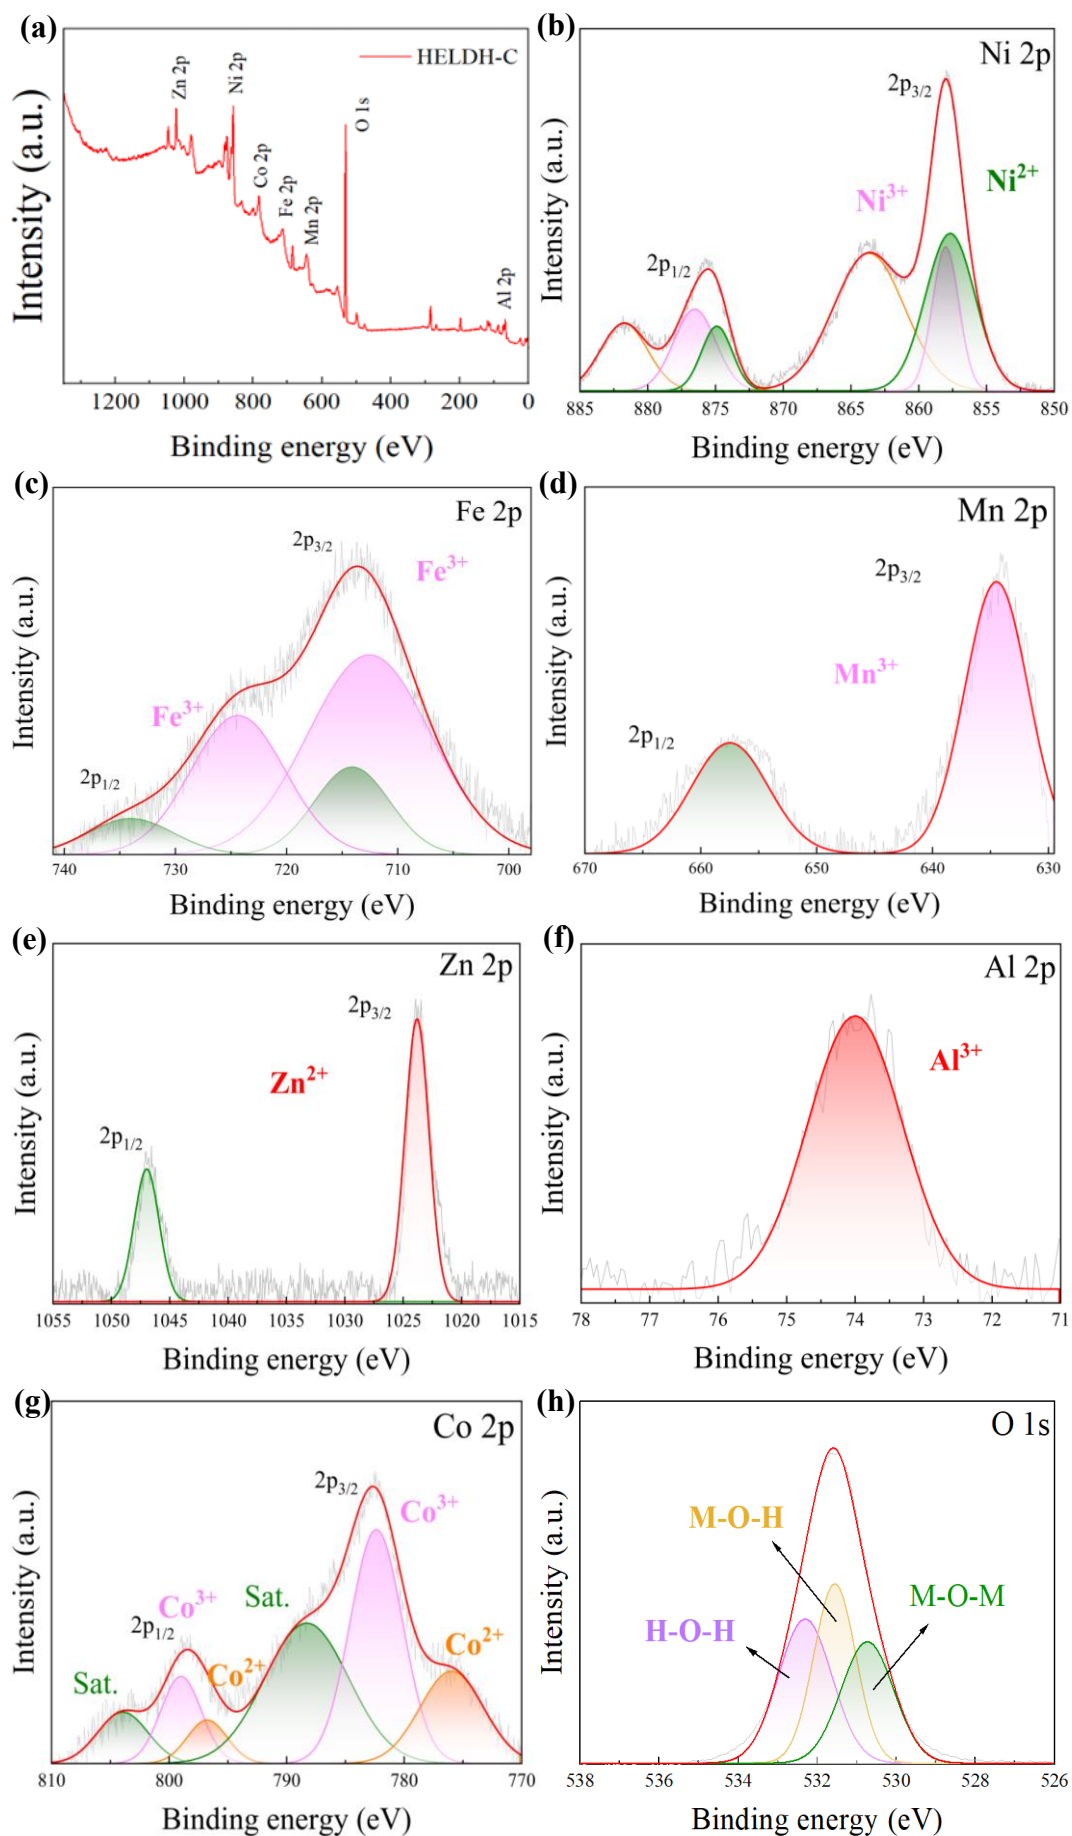 (a)
HELDH-C
Zn 2p
Ni 2p
Co 2p
Fe 2p
Mn 2p
O 1s
Al 2p
Intensity (a.u.)
1200 1000 800 600 400 200 0
Binding energy (eV)
(b)
Ni 2p
2p3/2
Ni2+
Ni3+
2p1/2
Intensity (a.u.)
885 880 875 870 865 860 855 850
Binding energy (eV)
(c)
Fe 2p
2p3/2
Fe3+
Fe3+
2p1/2
Intensity (a.u.)
740 730 720 710 700
Binding energy (eV)
(d)
Mn 2p
2p3/2
Mn3+
2p1/2
Intensity (a.u.)
670 660 650 640 630
Binding energy (eV)
(e)
Zn 2p
2p3/2
Zn2+
2p1/2
Intensity (a.u.)
1055 1050 1045 1040 1035 1030 1025 1020 1015
Binding energy (eV)
(f)
Al 2p
Al3+
Intensity (a.u.)
78 77 76 75 74 73 72 71
Binding energy (eV)
(g)
Co 2p
2p3/2
Co3+
Sat.
Co3+
2p1/2
Co2+
Co2+
Sat.
Intensity (a.u.)
810 800 790 780 770
Binding energy (eV)
(h)
O 1s
M-O-H
M-O-M
H-O-H
Intensity (a.u.)
538 536 534 532 530 528 526
Binding energy (eV)